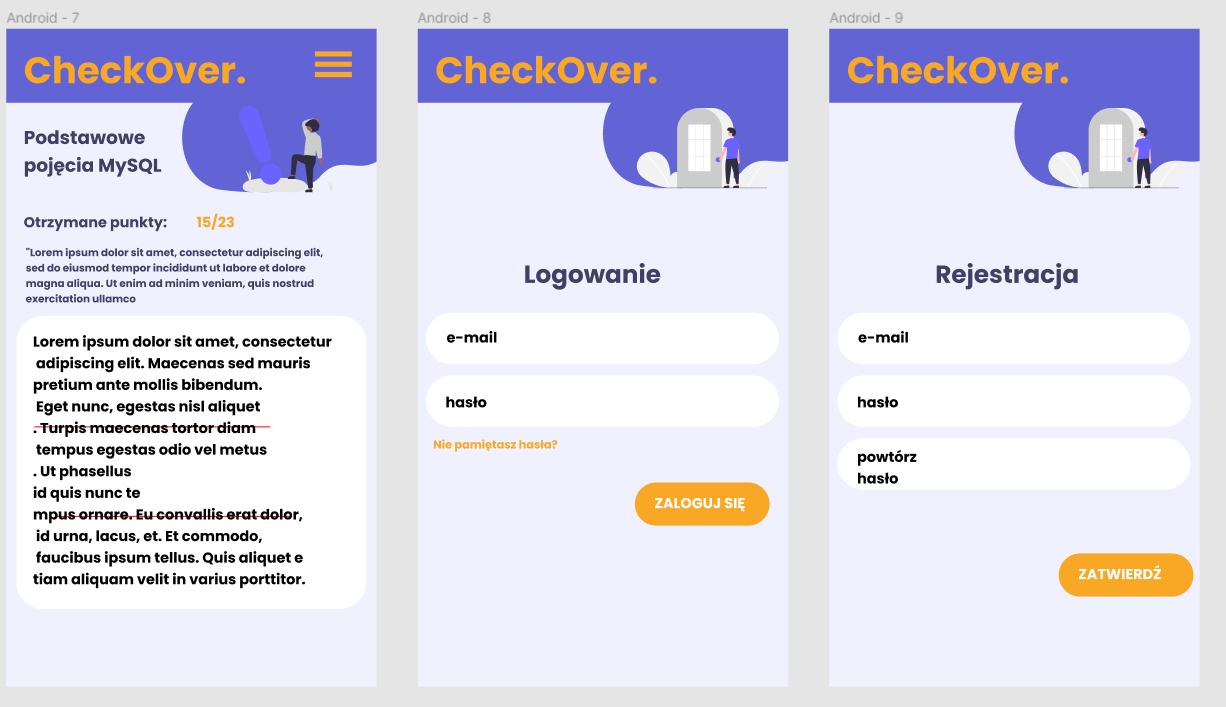 Android - 7
CheckOver.
Podstawowe
pojęcia MySQL
Otrzymane punkty: 15/23
"Lorem ipsum dolor sit amet, consectetur adipiscing elit,
sed do eiusmod tempor incididunt ut labore et dolore
magna aliqua. Ut enim ad minim veniam, quis nostrud
exercitation ullamco
Lorem ipsum dolor sit amet, consectetur
adipiscing elit. Maecenas sed mauris
pretium ante mollis bibendum.
Eget nunc, egestas nisl aliquet
. Turpis maecenas tortor diam
tempus egestas odio vel metus
. Ut phasellus
id quis nunc te
mpus ornare. Eu convallis erat dolor,
id urna, lacus, et. Et commodo,
faucibus ipsum tellus. Quis aliquet e
tiam aliquam velit in varius porttitor.
Android - 8
CheckOver.
Logowanie
e-mail
hasło
Nie pamiętasz hasła?
ZALOGUJ SIĘ
Android - 9
CheckOver.
Rejestracja
e-mail
hasło
powtórz
hasło
ZATWIERDŹ